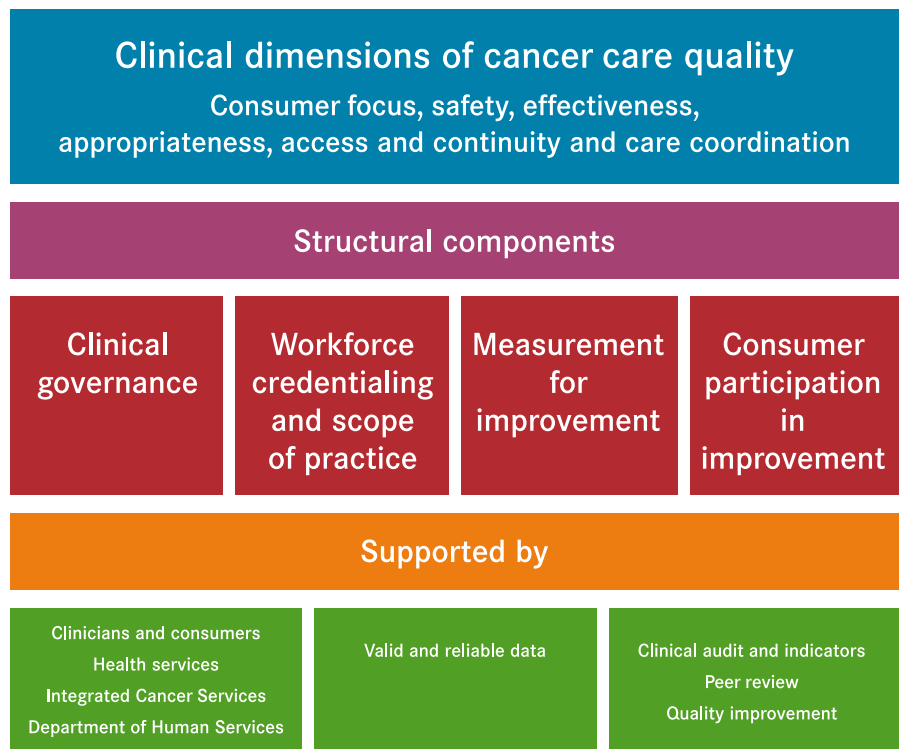 Clinical dimensions of cancer care quality
Consumer focus, safety, effectiveness,
appropriateness, access and continuity and care coordination
Structural components
Clinical
governance
Workforce
credentialing
and scope
of practice
Measurement
for
improvement
Consumer
participation
in
improvement
Supported by
Clinicians and consumers
Health services
Integrated Cancer Services
Department of Human Services
Valid and reliable data
Clinical audit and indicators
Peer review
Quality improvement